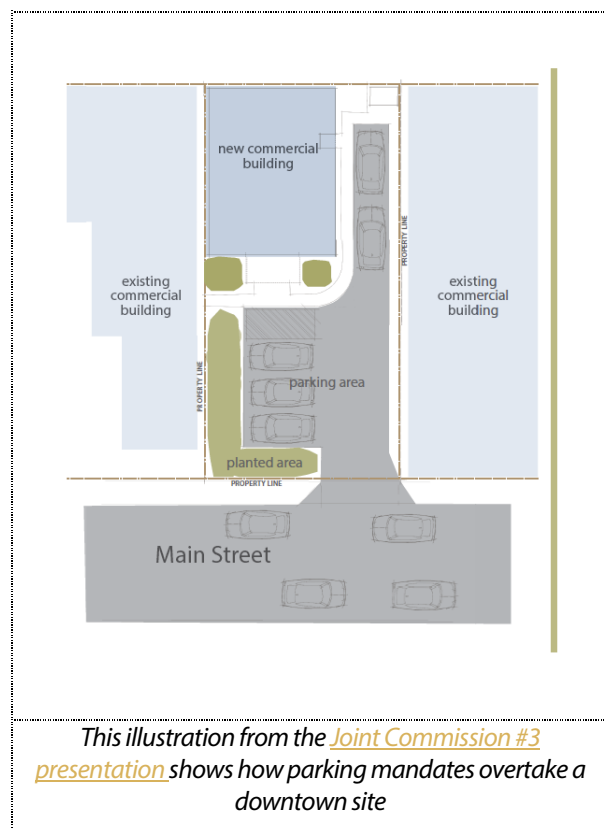 new commercial
building
existing
commercial
building
existing
commercial
building
PROPERTY LINE
parking area
PROPERTY LINE
planted area
PROPERTY LINE
Main Street
This illustration from the Joint Commission #3
presentation shows how parking mandates overtake a
downtown site